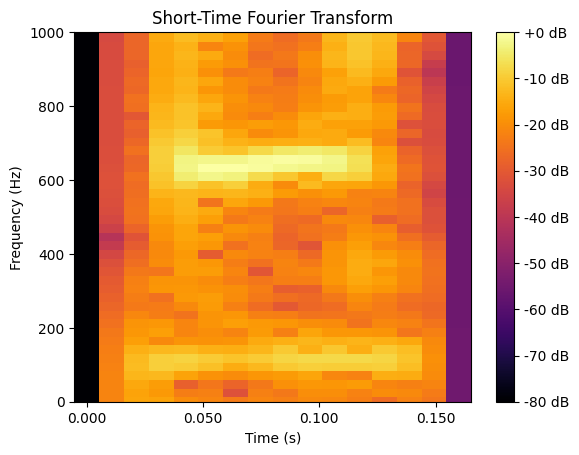 Short-Time Fourier Transform
1000
800
600
400
200
0
Frequency (Hz)
0.000
0.050
0.100
0.150
Time (s)
+0 dB
-10 dB
-20 dB
-30 dB
-40 dB
-50 dB
-60 dB
-70 dB
-80 dB